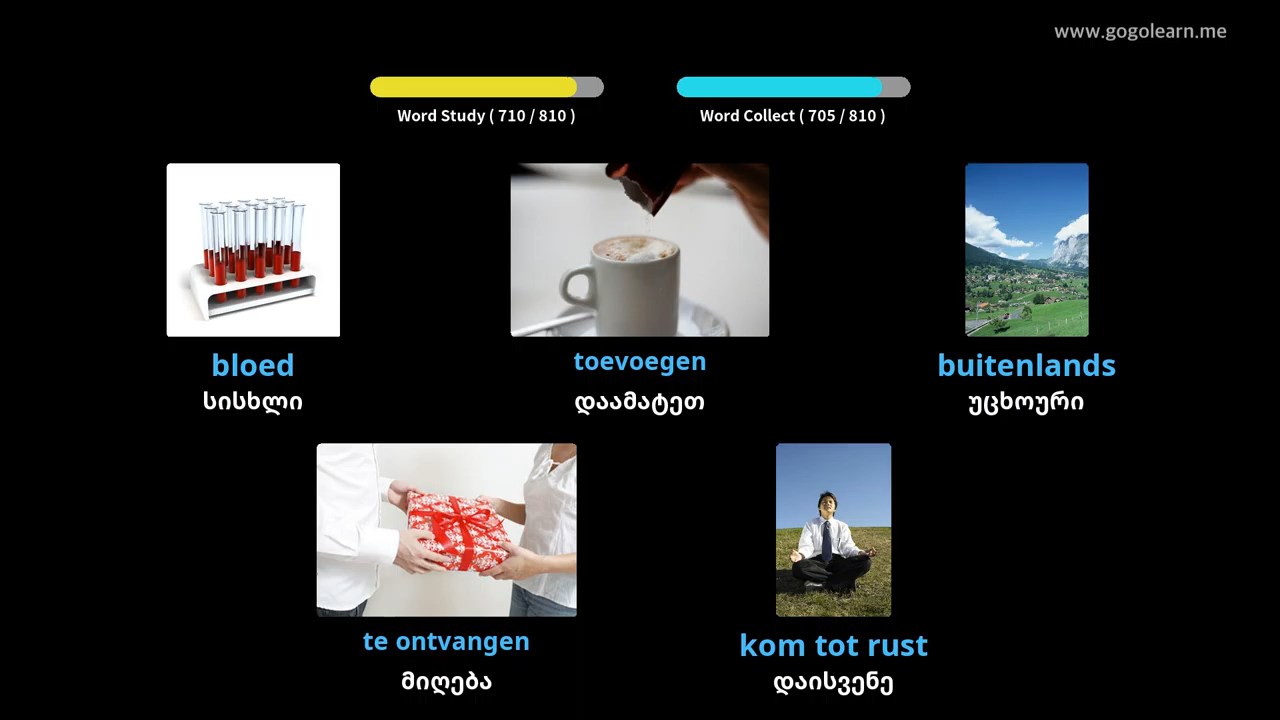 www.gogolearn.me
Word Study ( 710 / 810 )
Word Collect ( 705 / 810 )
bloed
სისხლი
toevoegen
დაამატეთ
buitenlands
უცხოური
te ontvangen
მიღება
kom tot rust
დაისვენე